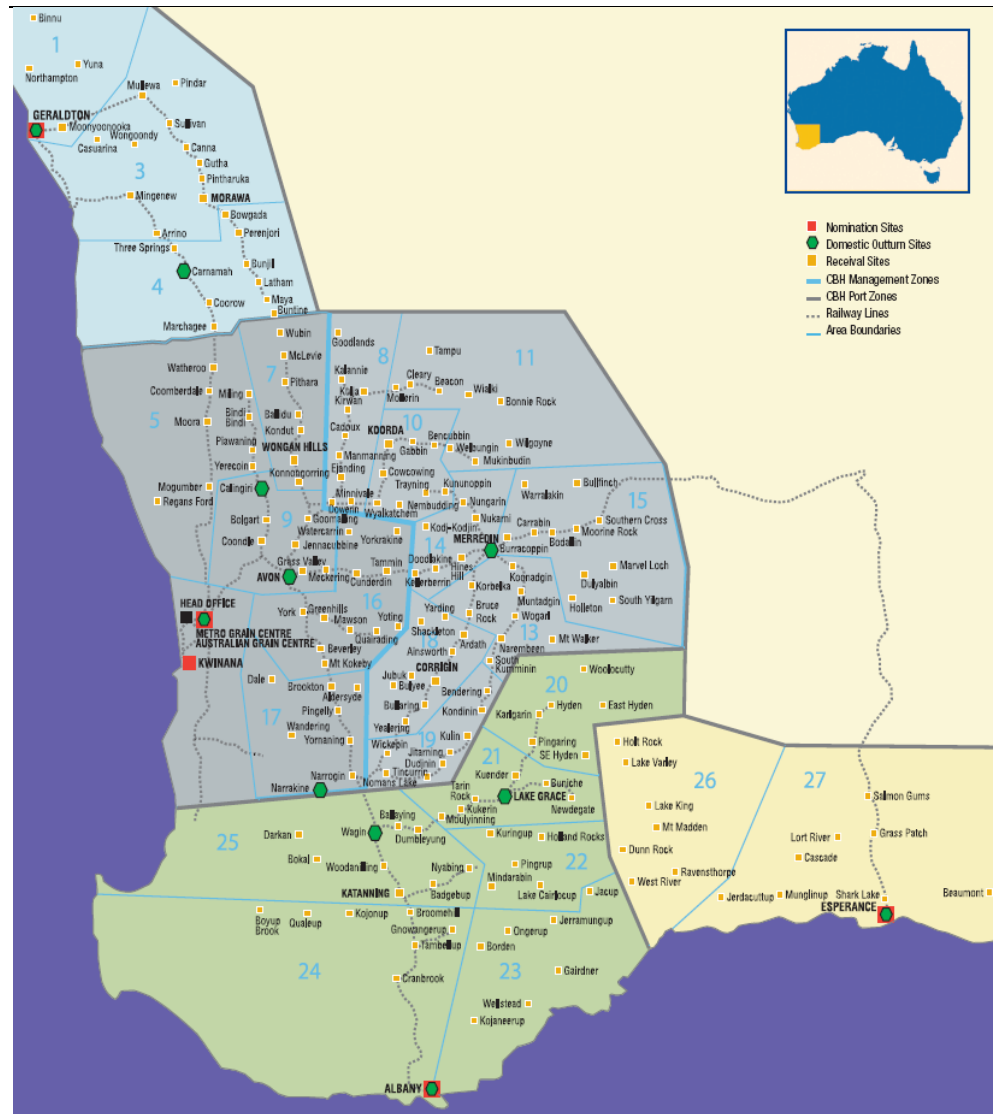 Binnu
1
Yuna
Northampton
Mullewa
Pindar
GERALDTON
Moonyoonooka
Sullivan
Wongoondy
Casuarina
Canna
3
Gutha
Pintharuka
Mingenew
MORAWA
Bowgada
Arrino
Perenjori
Three Springs
Bunjil
Carnamah
4
Latham
Coorow
Maya
Buntine
Marchagee
Nomination Sites
Domestic Outturn Sites
Receival Sites
CBH Management Zones
CBH Port Zones
Railway Lines
Area Boundaries
Wubin
Goodlands
McLevie
Tampu
8
11
Watheroo
7
Kalannie
Cleary
Beacon
Pithara
Coomberdale
Miling
Kalja
Mollerin
Wialki
Kirwan
Bonnie Rock
5
Bindi
Bindi
Ballidu
10
Moora
Kondut
Cadoux
KOORDA
Bencubbin
Piawaning
WONGAN HILLS
Gabbin
Welbungin
Wilgoyne
Manmanning
Mukinbudin
Yerecoin
Ejanding
Cowcowing
Konnongorring
Trayning
Kununoppin
Mogumber
Calingiri
Minnivale
Warralakin
Bullfinch
15
Regans Ford
Dowerin
Wyalkatchem
Nembudding
Nungarin
9
Goomalling
Nukarni
Southern Cross
Bolgart
Watercarrin
Kodj-Kodjin
Carrabin
Moorine Rock
Coondle
Yorkrakine
MERREDIN
Bodallin
Jennacubbine
14
Burracoppin
Grass Valley
Doodlakine
Hines
Hill
Marvel Loch
Tammin
Konnadgin
AVON
Meckering
Cunderdin
Kellerberrin
Korbelka
Dulyalbin
Muntadgin
HEAD OFFICE
York
Greenhills
16
Yarding
Bruce
Rock
Holleton
South Yilgarn
Mawson
Yoting
Wogarl
METRO GRAIN CENTRE
AUSTRALIAN GRAIN CENTRE
Quairading
Shackleton
18
13
Mt Walker
Beverley
Ardath
Narembeen
Ainsworth
KWINANA
Mt Kokeby
South
Kumminin
CORRIGIN
Woolocutty
Dale
Jubuk
Brookton
Bulyee
Bendering
20
Aldersyde
Pingelly
Bullaring
Kondinin
Hyden
East Hyden
17
Karlgarin
Wandering
Yealering
19
Kulin
Yornaning
Wickepin
Pingaring
Jitarning
21
SE Hyden
Holt Rock
Dudinin
Lake Varley
Narrogin
Tincurrin
Nomans Lake
Kuender
26
27
Narrakine
Tarin
Rock
Buniche
LAKE GRACE
Salmon Gums
Kukerin
Newdegate
Lake King
Ballaying
Moulyinning
25
Wagin
Dumbleyung
Kuringup
Holland Rocks
Mt Madden
Grass Patch
Darkan
Lort River
Dunn Rock
Bokal
Woodanilling
Nyabing
Pingrup
22
Cascade
Mindarabin
Ravensthorpe
West River
KATANNING
Badgebup
Lake Cairlocup
Jacup
Jerdacuttup
Munglinup
Shark Lake
Beaumont
ESPERANCE
Boyup
Brook
Qualeup
Kojonup
Broomehill
Gnowangerup
Ongerup
Jerramungup
Tambellup
Borden
24
23
Cranbrook
Gairdner
Wellstead
Kojaneerup
ALBANY